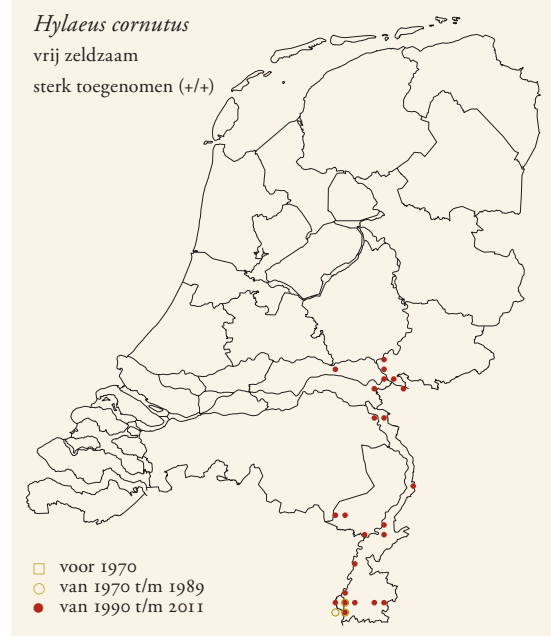 Hylaeus cornutus
vrij zeldzaam
sterk toegenomen (+/+)
voor 1970
van 1970 t/m 1989
van 1990 t/m 2011